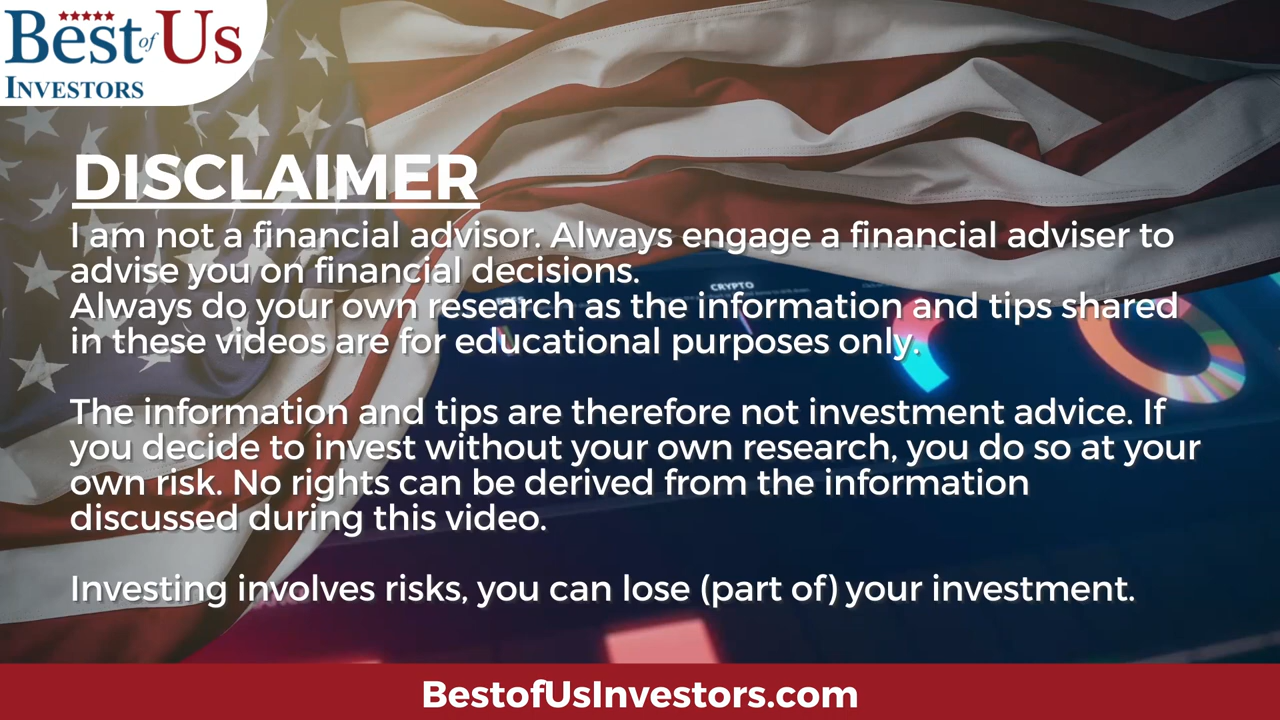 Best of Us
INVESTORS
DISCLAIMER
I am not a financial advisor. Always engage a financial adviser to
advise you on financial decisions.
CRYPTO
Always do your own research as the information and tips shared
in these videos are for educational purposes only.
The information and tips are therefore not investment advice. If
you decide to invest without your own research, you do so at your
own risk. No rights can be derived from the information
discussed during this video.
Investing involves risks, you can lose (part of) your investment.
BestofUsInvestors.com